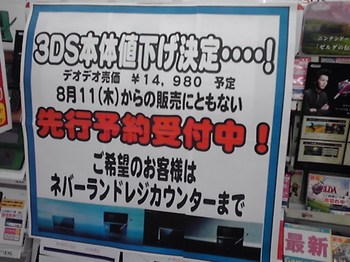 3DS本体値下げ決定‥‥!
デオデオ売価 ¥14,980 予定
8月11(木)からの販売にともない
先行予約受付中!
ご希望のお客様は
ネバーランドレジカウンターまで
最新